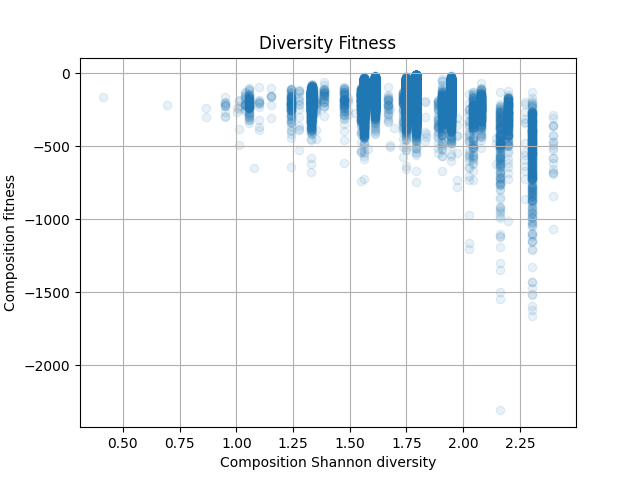 Diversity Fitness
Composition fitness
0
−500
−1000
−1500
−2000
0.50 0.75 1.00 1.25 1.50 1.75 2.00 2.25
Composition Shannon diversity